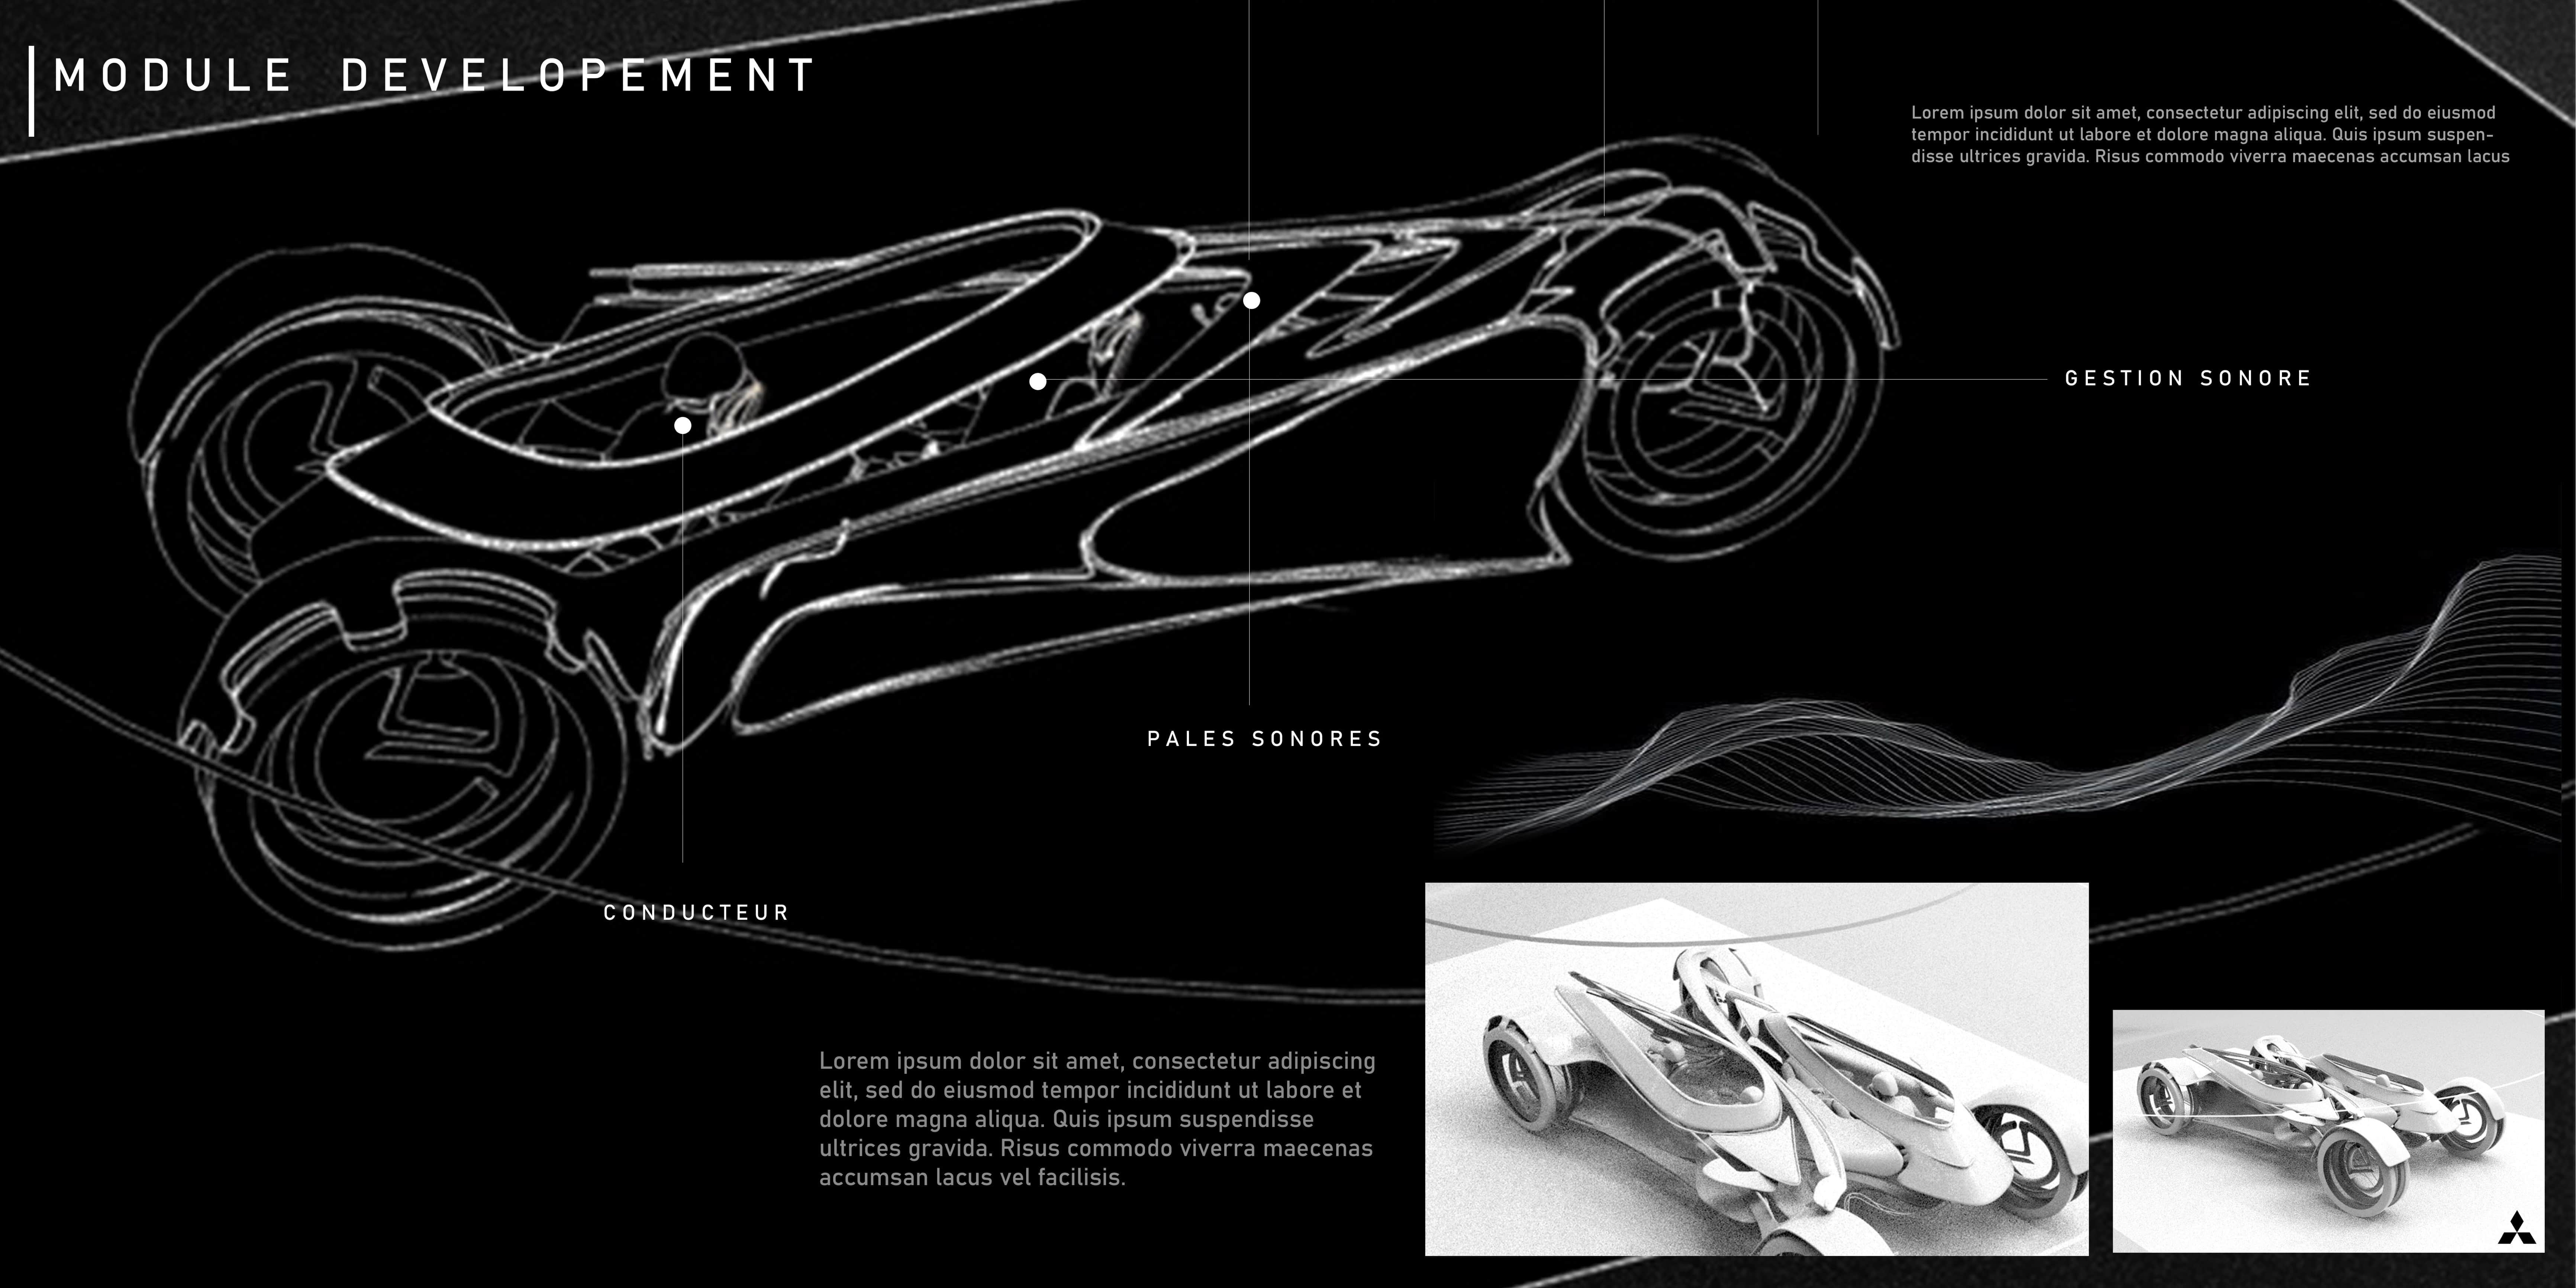 MODULE DEVELOPEMENT
Lorem ipsum dolor sit amet, consectetur adipiscing elit, sed do eiusmod
tempor incididunt ut labore et dolore magna aliqua. Quis ipsum suspen-
disse ultrices gravida. Risus commodo viverra maecenas accumsan lacus
GESTION SONORE
PALES SONORES
CONDUCTEUR
Lorem ipsum dolor sit amet, consectetur adipiscing
elit, sed do eiusmod tempor incididunt ut labore et
dolore magna aliqua. Quis ipsum suspendisse
ultrices gravida. Risus commodo viverra maecenas
accumsan lacus vel facilisis.